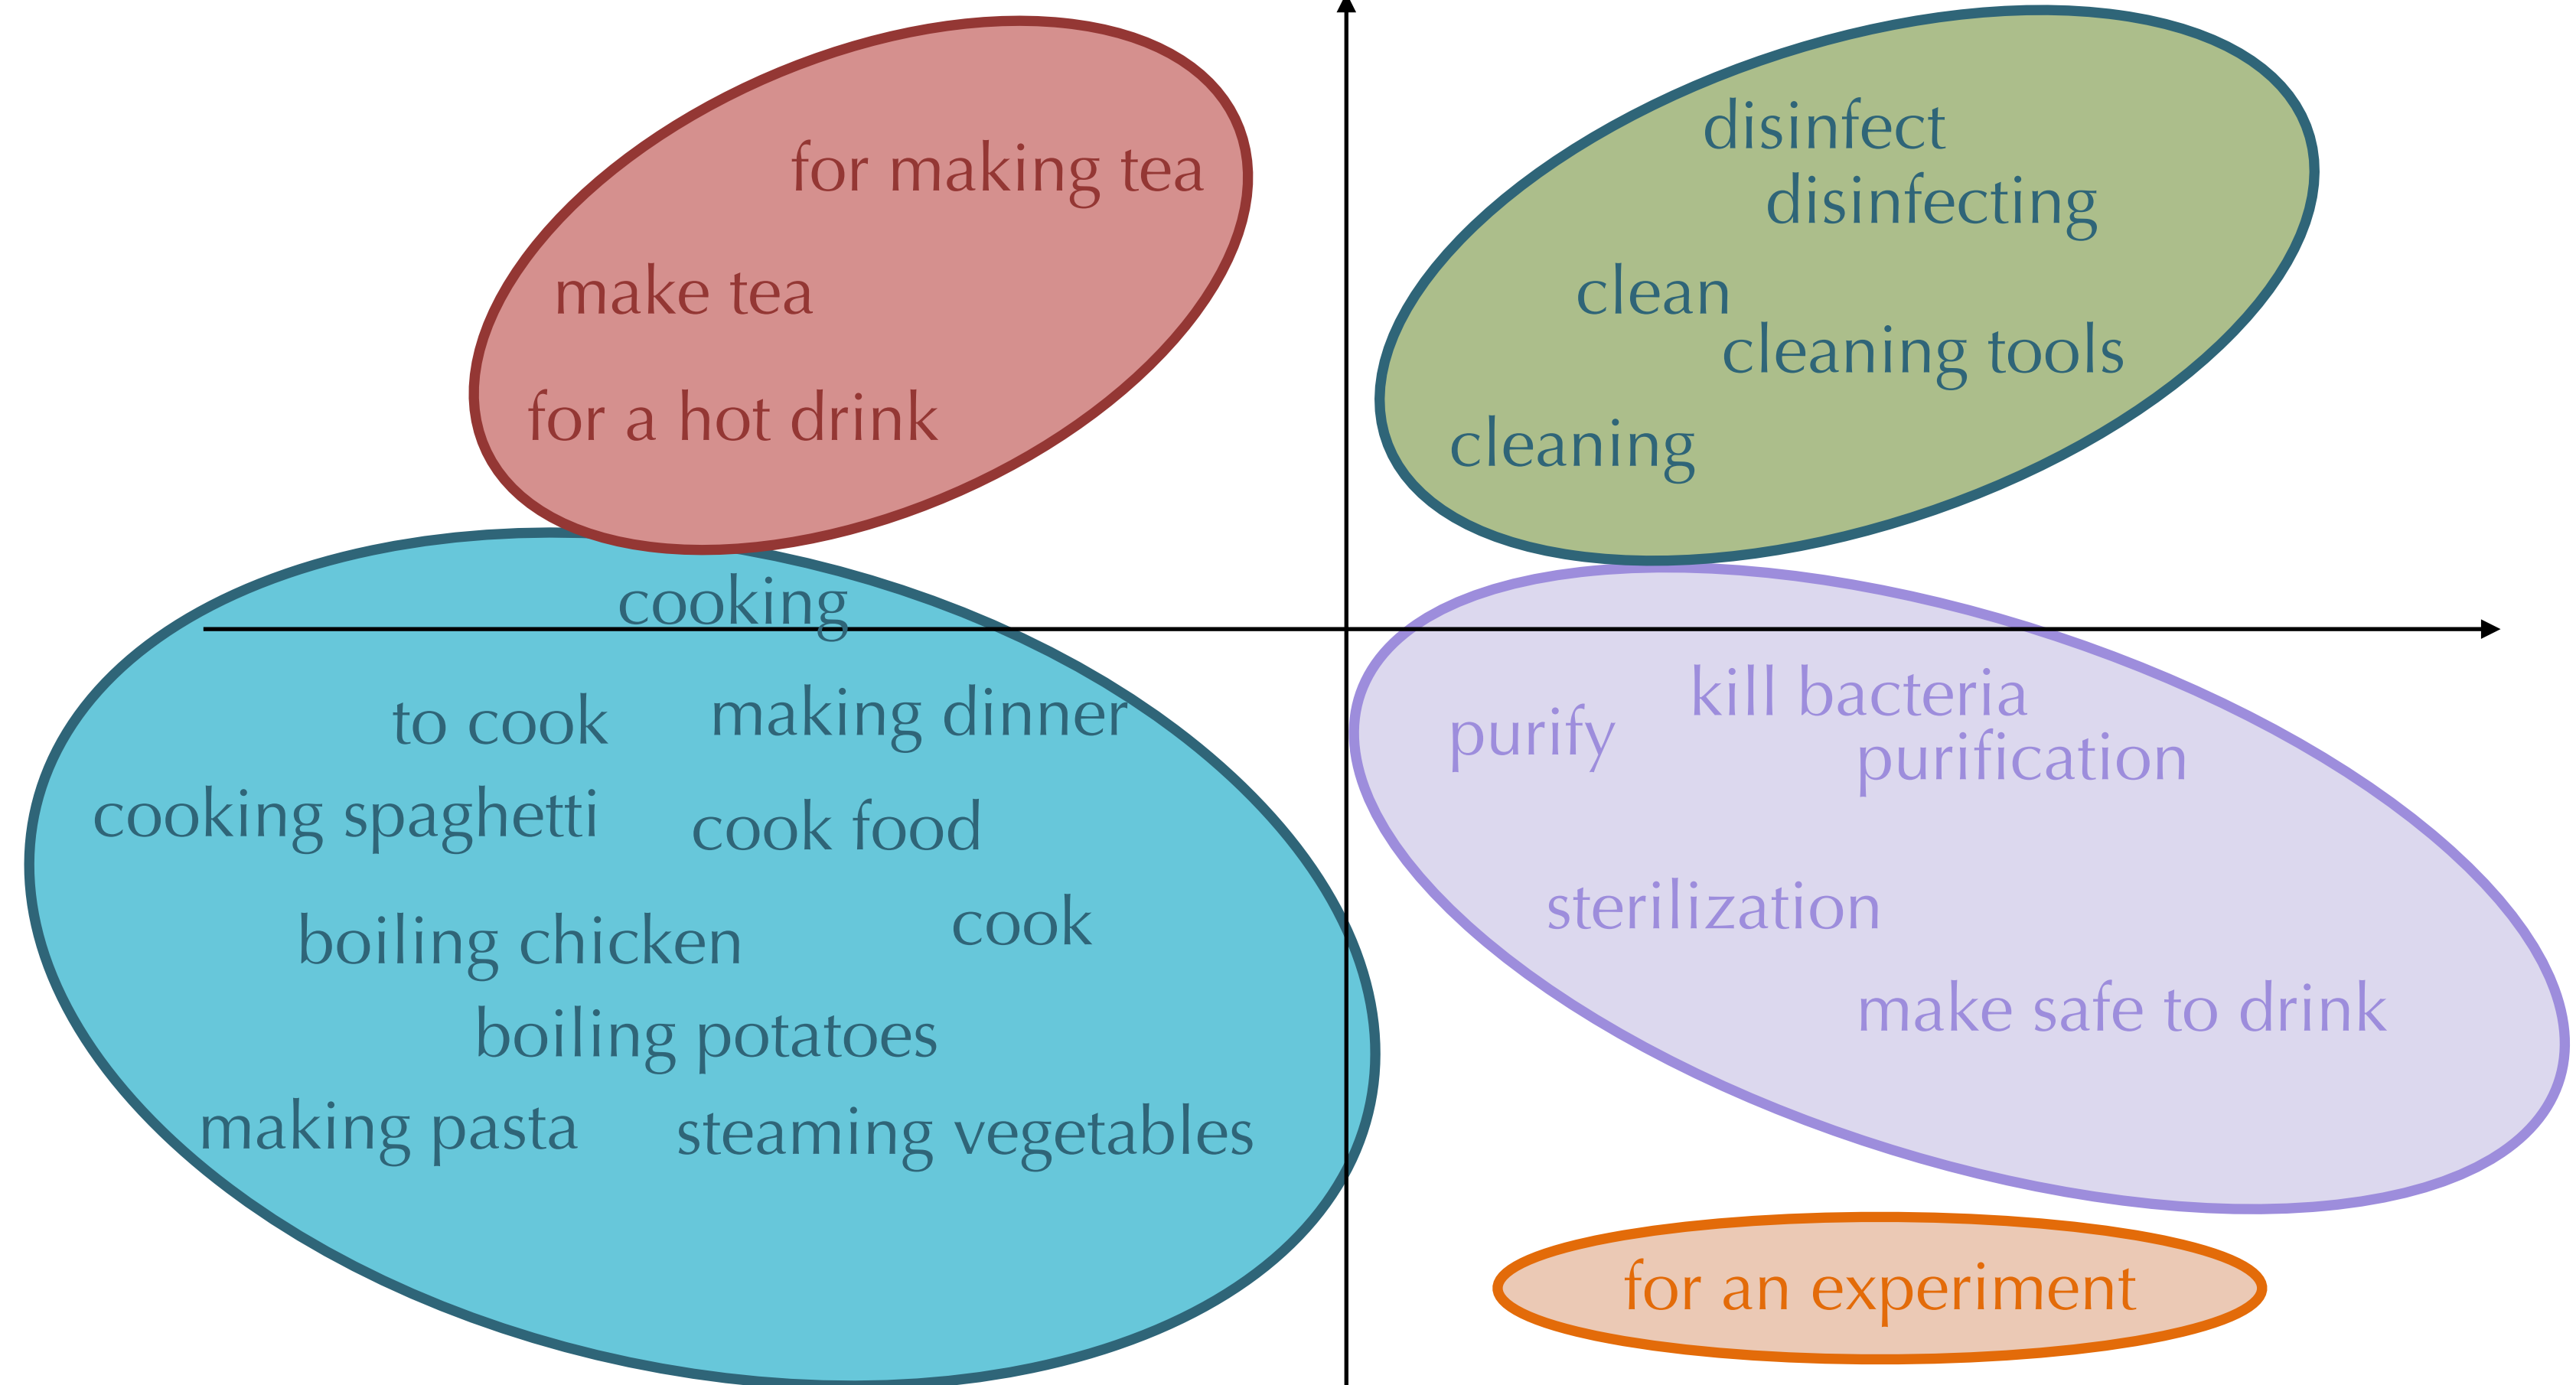 for making tea
make tea
for a hot drink
disinfect
disinfecting
clean
cleaning tools
cleaning
cooking
to cook
making dinner
cooking spaghetti
cook food
boiling chicken
cook
boiling potatoes
making pasta
steaming vegetables
kill bacteria
purify
purification
sterilization
make safe to drink
for an experiment